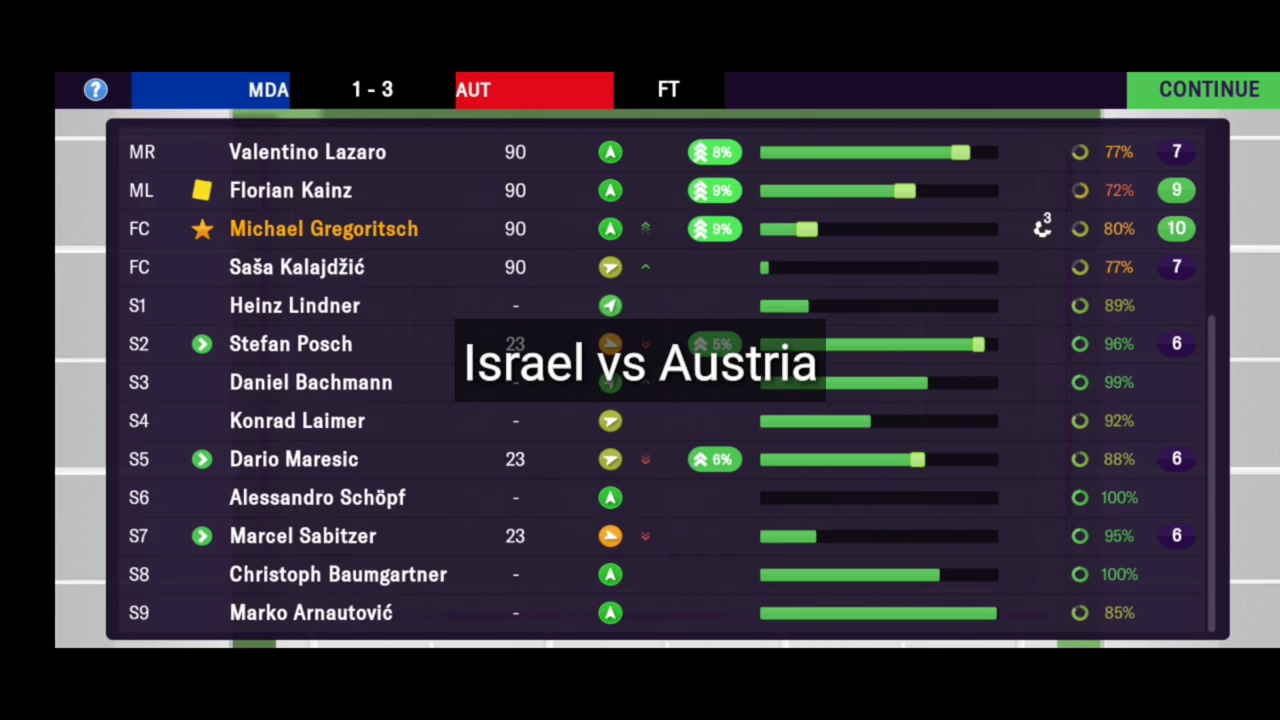 ? MDA 1 - 3 AUT FT CONTINUE
MR Valentino Lazaro 90 8% 77% 7
ML Florian Kainz 90 9% 72% 9
FC Michael Gregoritsch 90 9% 3 80% 10
FC Saša Kalajdžić 90 77% 7
S1 Heinz Lindner - 89%
S2 Stefan Posch 23 5% 96% 6
Israel vs Austria
S3 Daniel Bachmann 99%
S4 Konrad Laimer - 92%
S5 Dario Maresic 23 6% 88% 6
S6 Alessandro Schöpf - 100%
S7 Marcel Sabitzer 23 95% 6
S8 Christoph Baumgartner - 100%
S9 Marko Arnautović - 85%